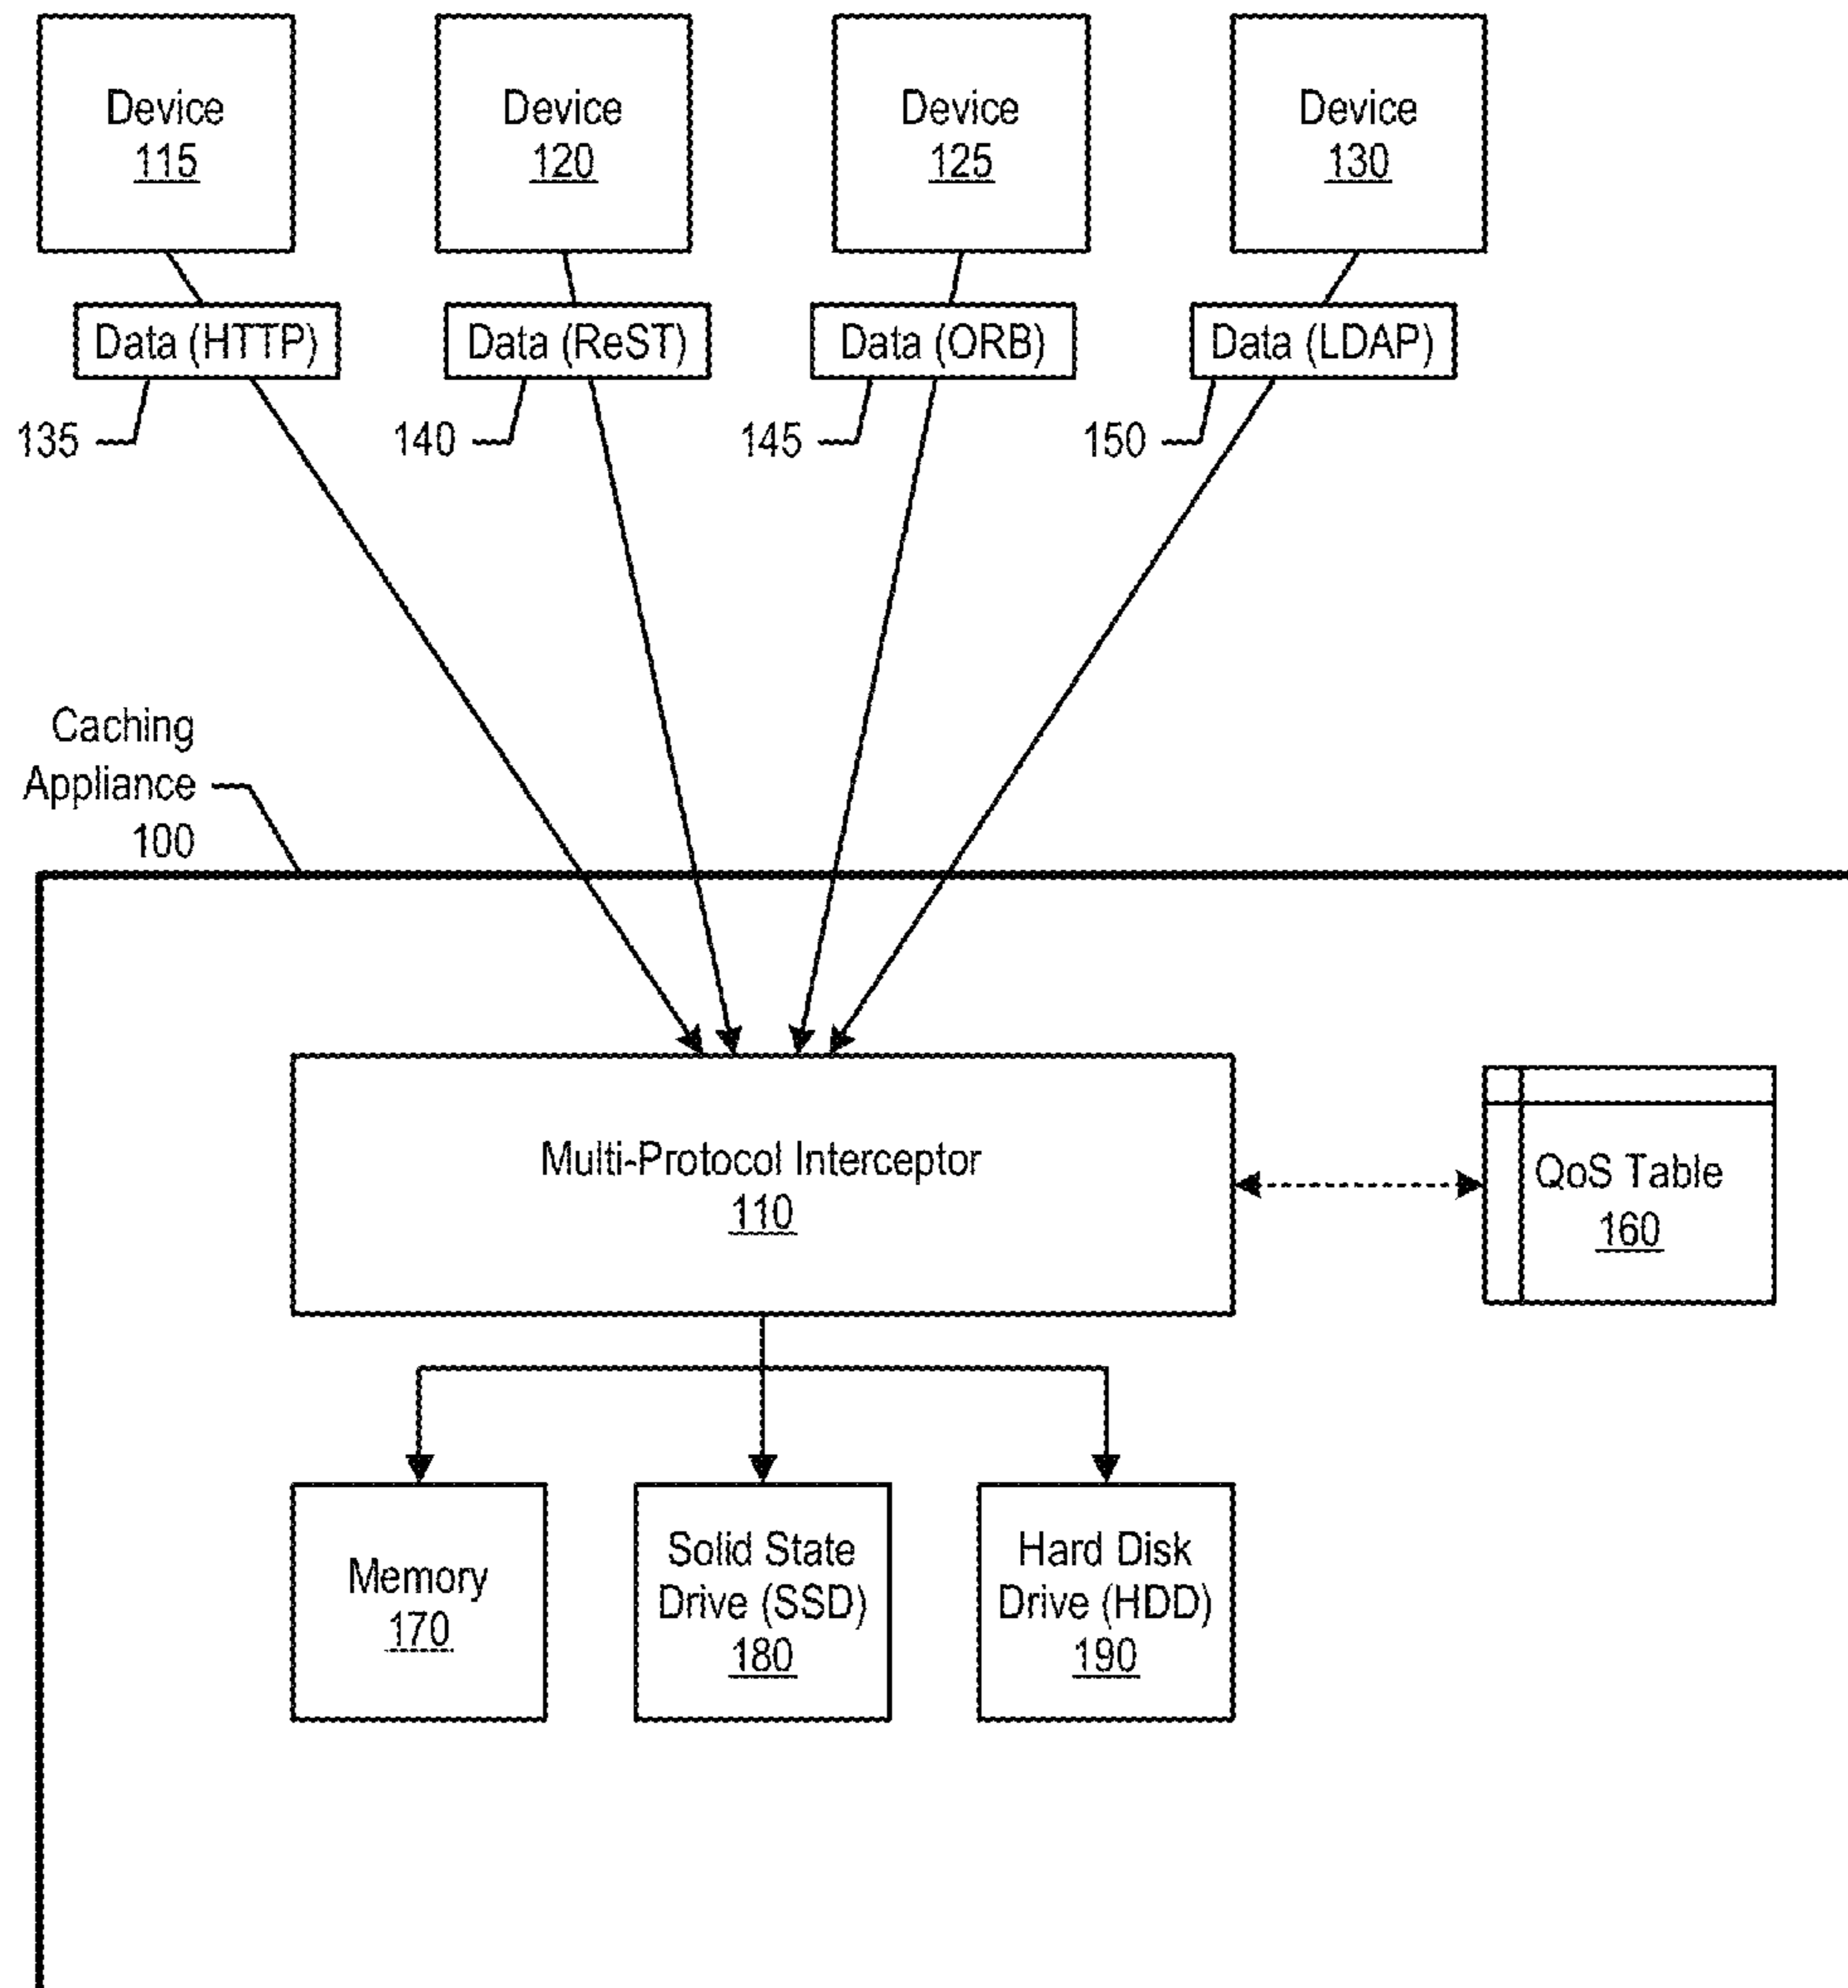 Device
115
Device
120
Device
125
Device
130
Data (HTTP)
Data (ReST)
Data (ORB)
Data (LDAP)
135
140
145
150
Caching
Appliance
100
Multi-Protocol Interceptor
110
QoS Table
160
Memory
170
Solid State
Drive (SSD)
180
Hard Disk
Drive (HDD)
190